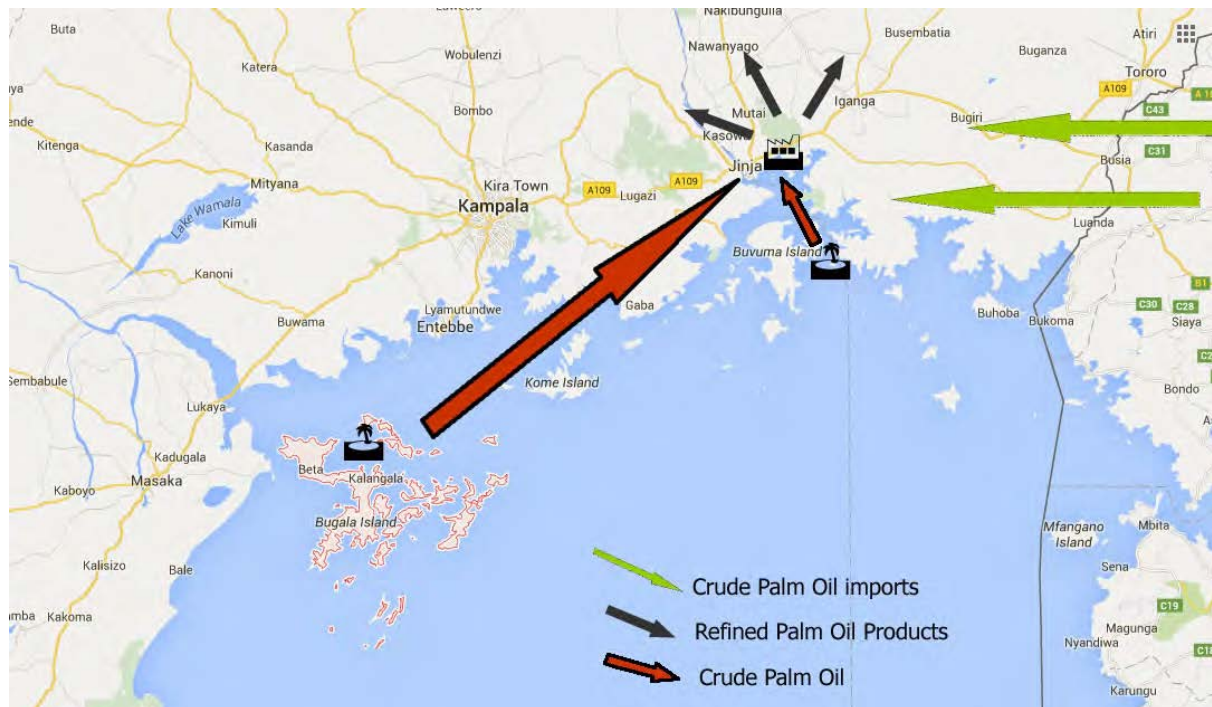 Buta
Katera
Wobulenzi
Nakibungulia
Nawanyago
Busembatia
Buganza
Atiri
Tororo
A109
C43
Kitenga
Kasanda
Bombo
Mutai
Iganga
Bugiri
Kasowa
Busia
C31
Mityana
Kira Town
A109
Lugazi
A109
Jinja
Lake Wamala
Kimuli
Kampala
Luanda
Kanoni
Buvuma Island
B1
Buwama
Lyamutundwe
Entebbe
Gaba
Buhoba
Bukoma
C30
C28
Siaya
Sembabule
Lukaya
Kome Island
Bondo
Kadugala
Masaka
Kaboyo
Beta
Kalangala
Bugala Island
Mfangano
Island
Mbita
Kalisizo
Bale
Sena
Crude Palm Oil imports
C19
Kakoma
Refined Palm Oil Products
Magunga
Nyandiwa
Crude Palm Oil
Karungu